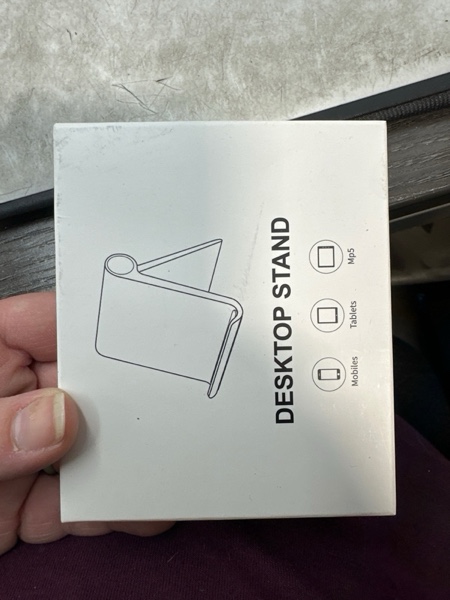 DESKTOP STAND
Mobiles
Tablets
Mp5